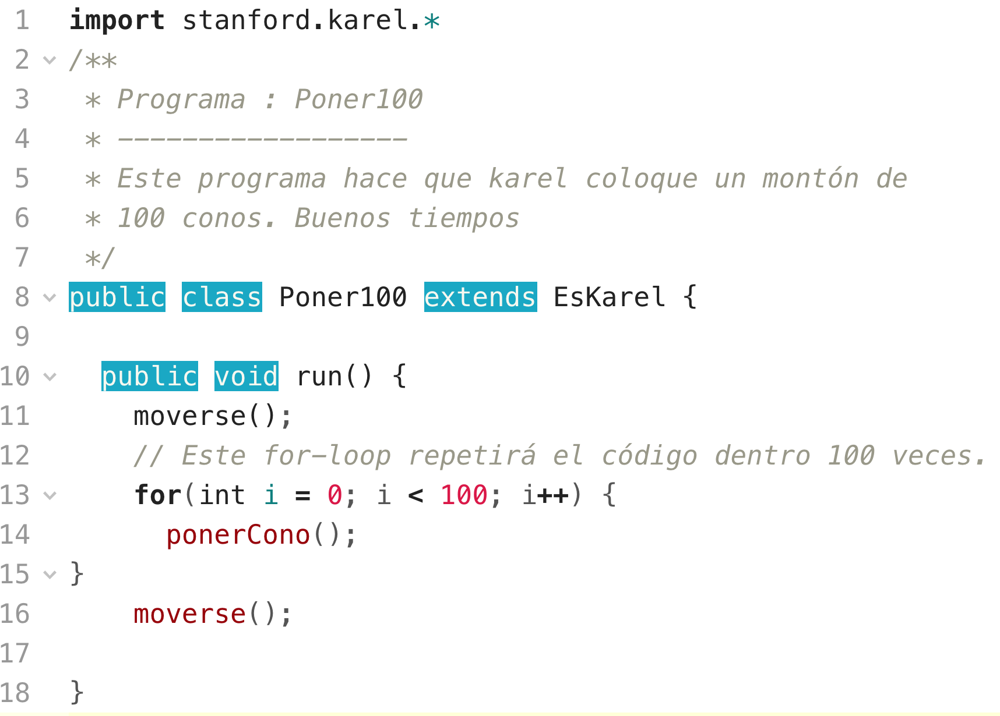 1 import stanford.karel.*
2 /**
3 * Programa : Poner100
4 * ------------------
5 * Este programa hace que karel coloque un montón de
6 * 100 conos. Buenos tiempos
7 */
8 public class Poner100 extends EsKarel {
9
10 public void run() {
11 moverse();
12 // Este for-loop repetirá el código dentro 100 veces.
13 for(int i = 0; i < 100; i++) {
14 ponerCono();
15 }
16 moverse();
17
18 }